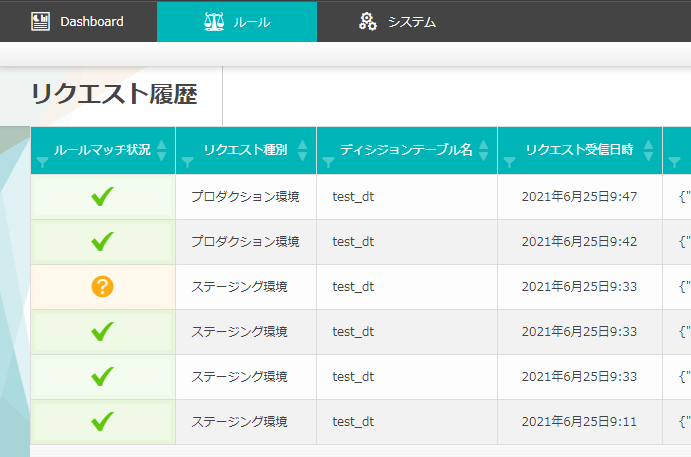 Dashboard ルール システム
リクエスト履歴
ルールマッチ状況 リクエスト種別 ディシジョンテーブル名 リクエスト受信日時
プロダクション環境 test_dt 2021年6月25日9:47 {"
プロダクション環境 test_dt 2021年6月25日9:42 {"
ステージング環境 test_dt 2021年6月25日9:33 {"
ステージング環境 test_dt 2021年6月25日9:33 {"
ステージング環境 test_dt 2021年6月25日9:33 {"
ステージング環境 test_dt 2021年6月25日9:11 {"